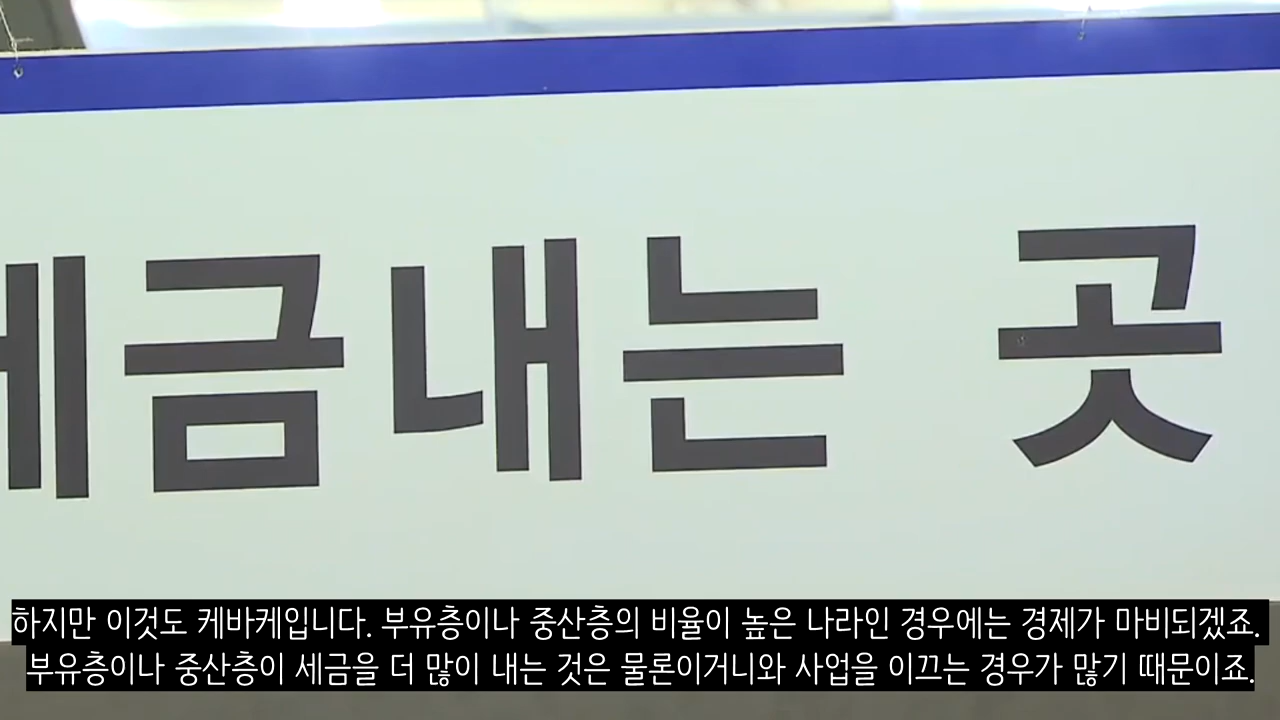 세금내는 곳
하지만 이것도 케바케입니다. 부유층이나 중산층의 비율이 높은 나라인 경우에는 경제가 마비되겠죠.
부유층이나 중산층이 세금을 더 많이 내는 것은 물론이거니와 사업을 이끄는 경우가 많기 때문이죠.